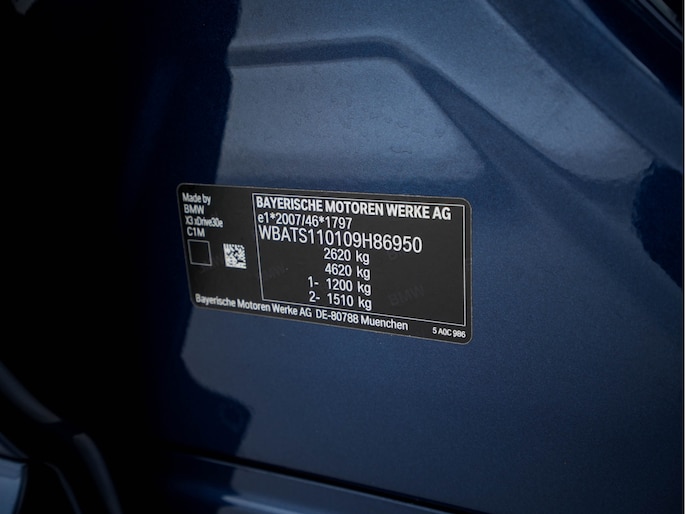 Made by
BMW
X3 xDrive30e
C1M
BAYERISCHE MOTOREN WERKE AG
e1*2007/46*1797
WBATS110109H86950
2620 kg
4620 kg
1- 1200 kg
2- 1510 kg
Bayerische Motoren Werke AG DE-80788 Muenchen
5 A0C 986